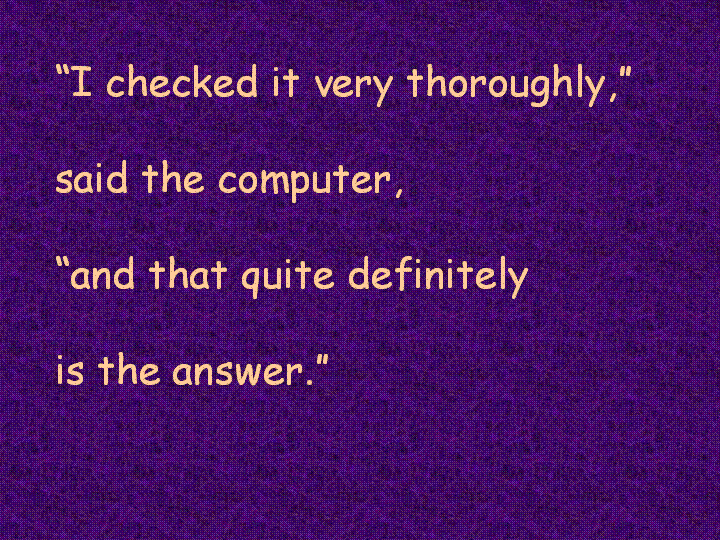 “I checked it very thoroughly,”
said the computer,
“and that quite definitely
is the answer.”